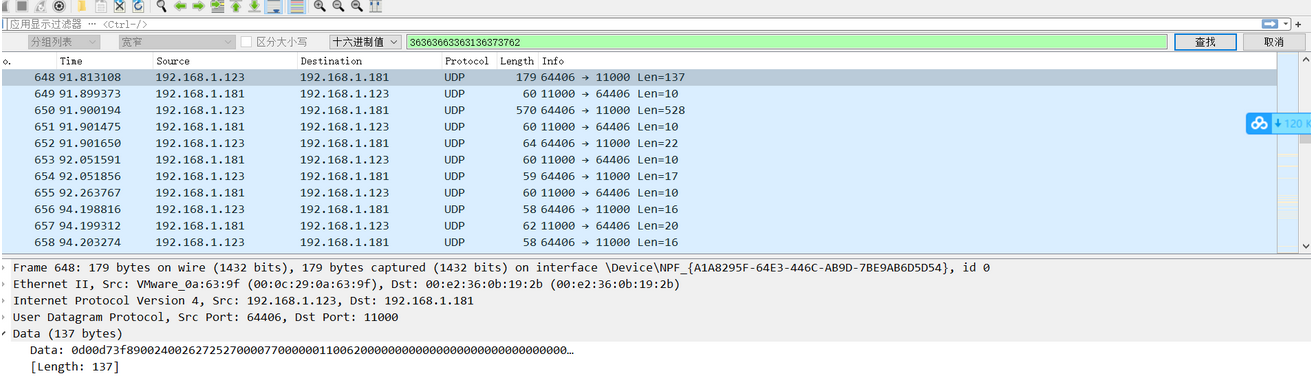 应用显示过滤器 … <Ctrl-/>
分组列表 宽窄 区分大小写 十六进制值 36363663363136373762 查找 取消
o. Time Source Destination Protocol Length Info
648 91.813108 192.168.1.123 192.168.1.181 UDP 179 64406 → 11000 Len=137
649 91.899373 192.168.1.181 192.168.1.123 UDP 60 11000 → 64406 Len=10
650 91.900194 192.168.1.123 192.168.1.181 UDP 570 64406 → 11000 Len=528
651 91.901475 192.168.1.181 192.168.1.123 UDP 60 11000 → 64406 Len=10
652 91.901650 192.168.1.123 192.168.1.181 UDP 64 64406 → 11000 Len=22
653 92.051591 192.168.1.181 192.168.1.123 UDP 60 11000 → 64406 Len=10
654 92.051856 192.168.1.123 192.168.1.181 UDP 59 64406 → 11000 Len=17
655 92.263767 192.168.1.181 192.168.1.123 UDP 60 11000 → 64406 Len=10
656 94.198816 192.168.1.123 192.168.1.181 UDP 58 64406 → 11000 Len=16
657 94.199312 192.168.1.181 192.168.1.123 UDP 62 11000 → 64406 Len=20
658 94.203274 192.168.1.123 192.168.1.181 UDP 58 64406 → 11000 Len=16
120 K
Frame 648: 179 bytes on wire (1432 bits), 179 bytes captured (1432 bits) on interface \Device\NPF_{A1A8295F-64E3-446C-AB9D-7BE9AB6D5D54}, id 0
Ethernet II, Src: VMware_0a:63:9f (00:0c:29:0a:63:9f), Dst: 00:e2:36:0b:19:2b (00:e2:36:0b:19:2b)
Internet Protocol Version 4, Src: 192.168.1.123, Dst: 192.168.1.181
User Datagram Protocol, Src Port: 64406, Dst Port: 11000
Data (137 bytes)
Data: 0d00d73f89002400262725270000770000001100620000000000000000000000000000000…
[Length: 137]